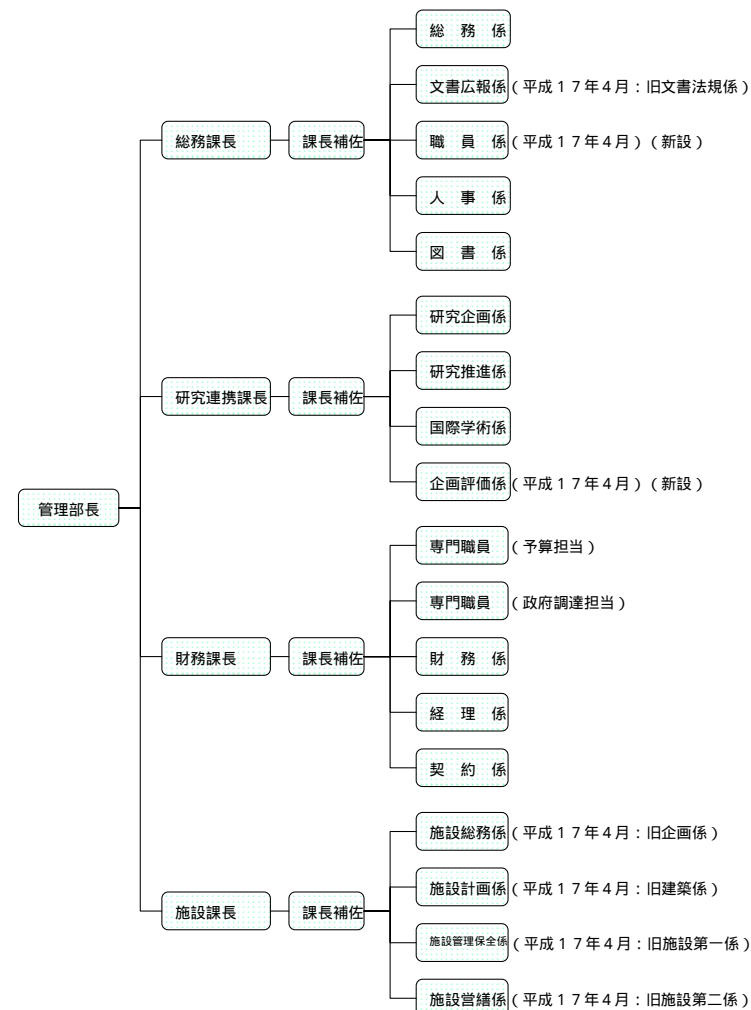 総　務　係
文書広報係(平成１７年４月：旧文書法規係)
総務課長 課長補佐 職　員　係(平成１７年４月)(新設)
人　事　係
図　書　係
研究企画係
研究推進係
研究連携課長 課長補佐
国際学術係
企画評価係(平成１７年４月)(新設)
管理部長
専門職員(予算担当)
専門職員(政府調達担当)
財務課長 課長補佐 財　務　係
経　理　係
契　約　係
施設総務係(平成１７年４月：旧企画係)
施設計画係(平成１７年４月：旧建築係)
施設課長 課長補佐
施設管理保全係(平成１７年４月：旧施設第一係)
施設営繕係(平成１７年４月：旧施設第二係)